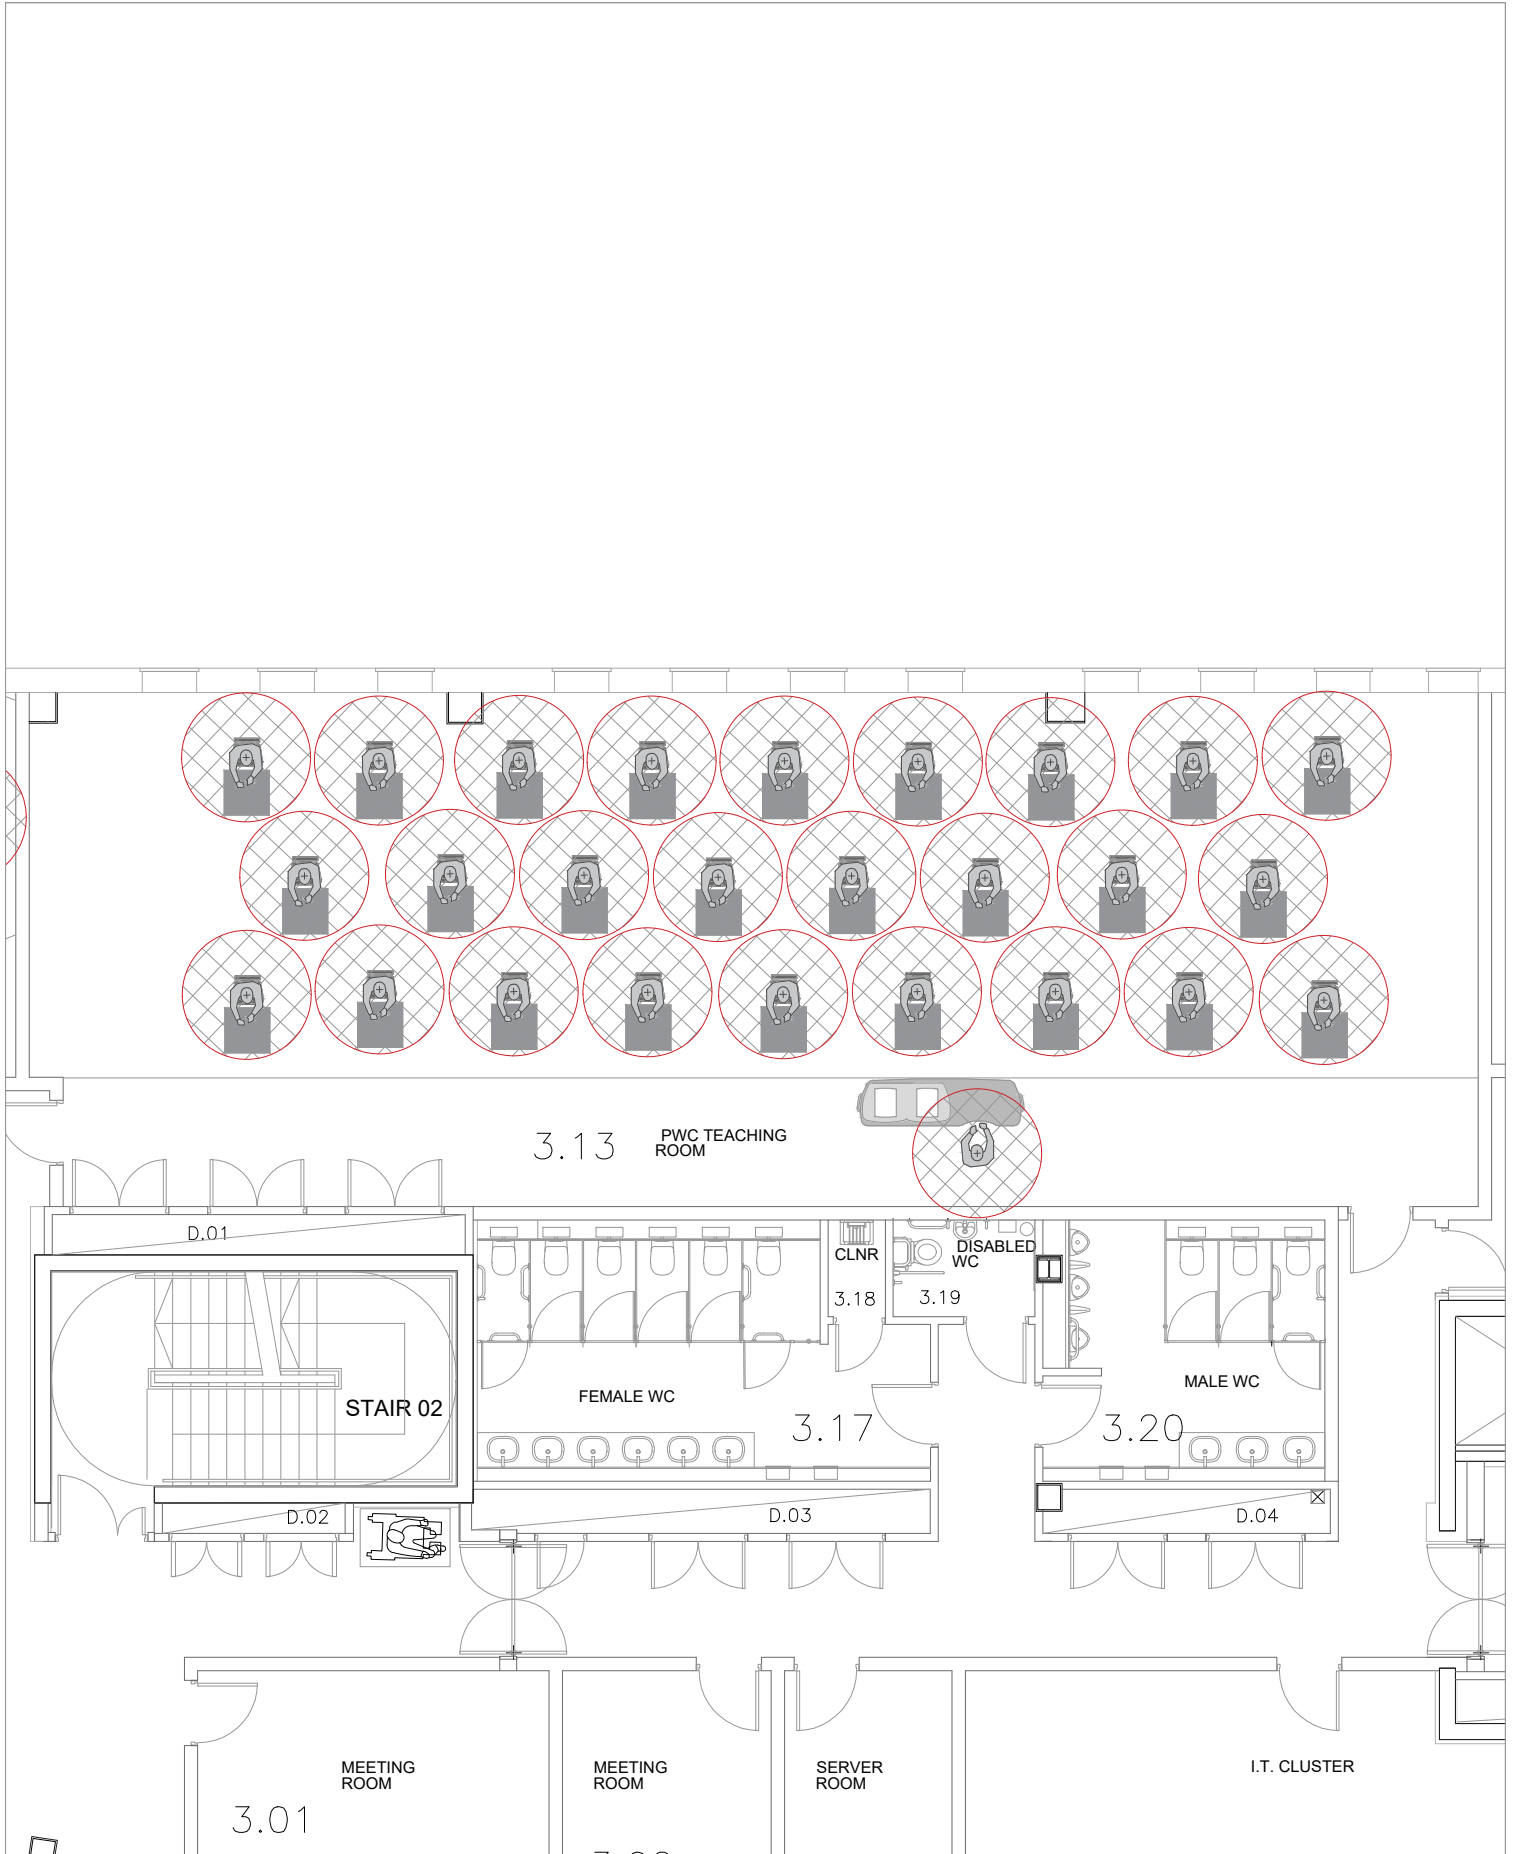 3.13
PWC TEACHING
ROOM
D.01
CLNR
DISABLED
WC
3.18
3.19
STAIR 02
FEMALE WC
MALE WC
3.17
3.20
D.02
D.03
D.04
MEETING
ROOM
MEETING
ROOM
SERVER
ROOM
I.T. CLUSTER
3.01